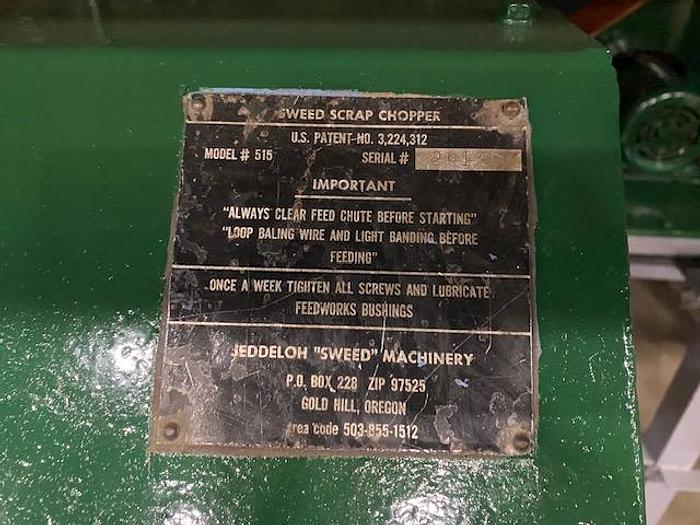 SWEED SCRAP CHOPPER
U.S. PATENT NO. 3,224,312
MODEL # 515 SERIAL #
IMPORTANT
"ALWAYS CLEAR FEED CHUTE BEFORE STARTING"
"LOOP BALING WIRE AND LIGHT BANDING BEFORE
FEEDING"
ONCE A WEEK TIGHTEN ALL SCREWS AND LUBRICATE
FEEDWORKS BUSHINGS
JEDDELOH "SWEED" MACHINERY
P.O. BOX 228 ZIP 97525
GOLD HILL, OREGON
rea code 503-855-1512